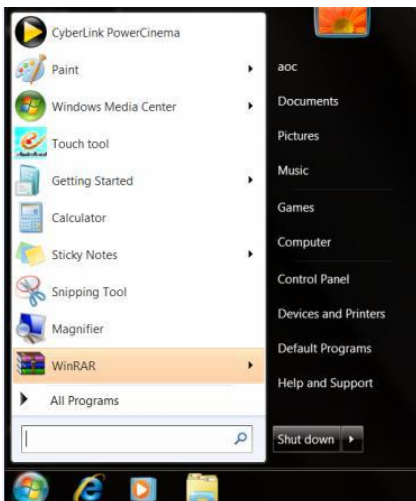 CyberLink PowerCinema
Paint
Windows Media Center
Touch tool
Getting Started
Calculator
Sticky Notes
Snipping Tool
Magnifier
WinRAR
All Programs
aoc
Documents
Pictures
Music
Games
Computer
Control Panel
Devices and Printers
Default Programs
Help and Support
Shut down